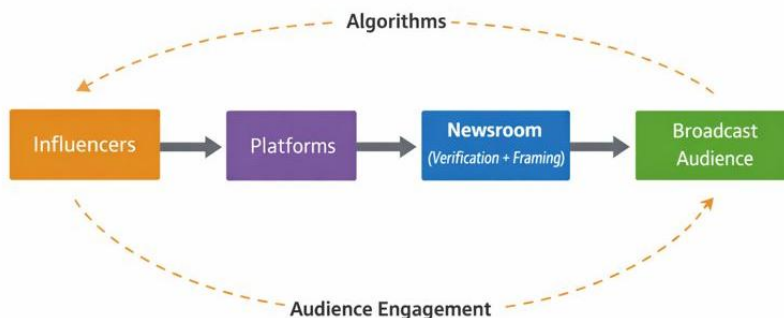 Algorithms
Influencers
Platforms
Newsroom
(Verification + Framing)
Broadcast
Audience
Audience Engagement